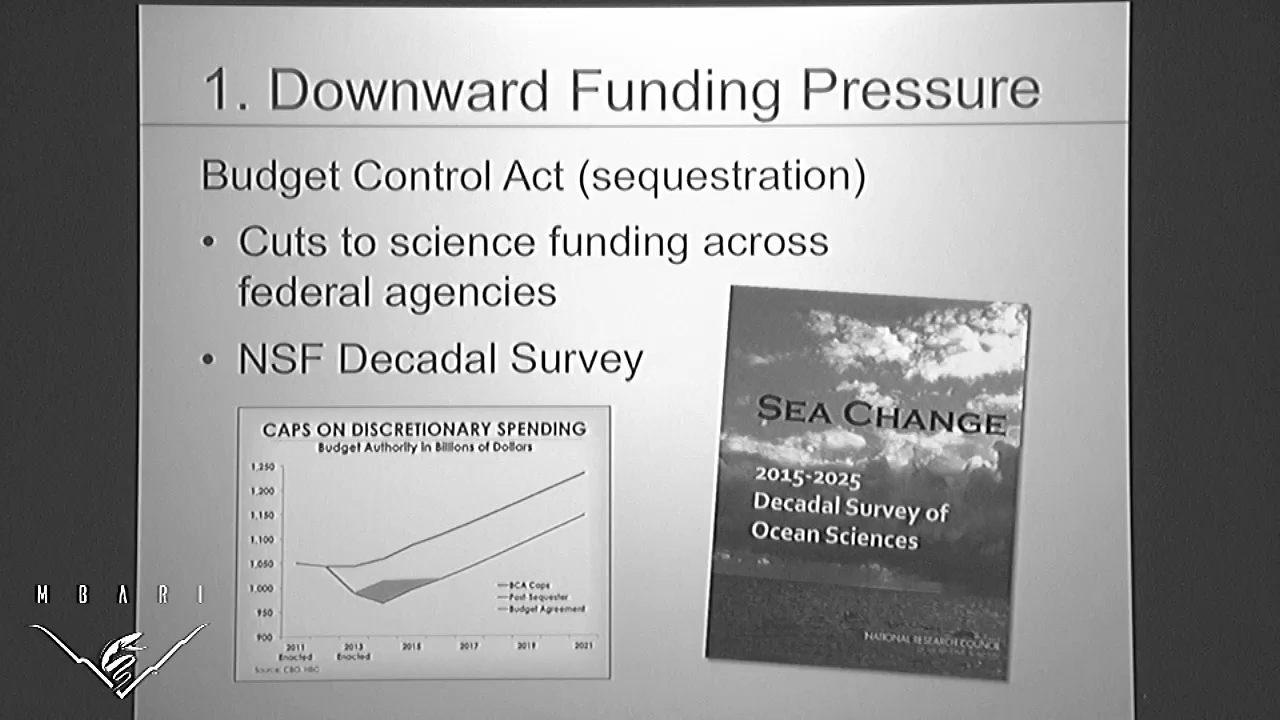 1. Downward Funding Pressure
Budget Control Act (sequestration)
• Cuts to science funding across
federal agencies
• NSF Decadal Survey
CAPS ON DISCRETIONARY SPENDING
Budget Authority in Billions of Dollars
1,250
1,200
1,150
1,100
1,050
1,000
950
900
BCA Caps
Post Sequester
Budget Agreement
2011 2013 2015 2017 2019 2021
Enacted Enacted
Source: CBO, HBC
SEA CHANGE
2015-2025
Decadal Survey of
Ocean Sciences
NATIONAL RESEARCH COUNCIL
MBARI